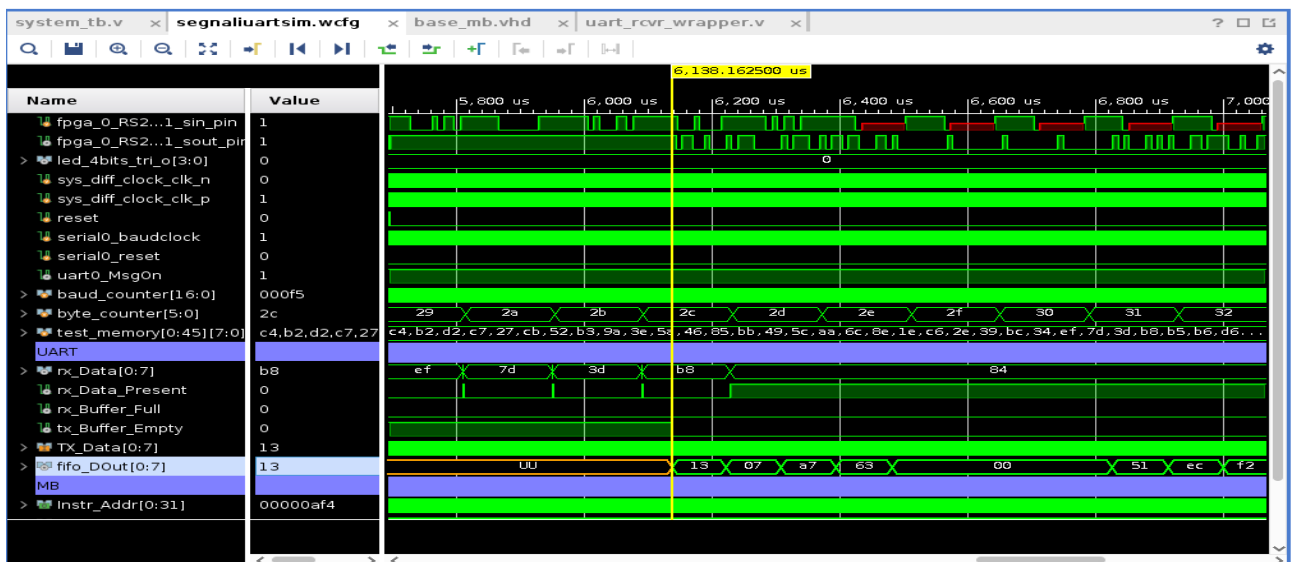 system_tb.v × segnaliuartsim.wcfg × base_mb.vhd × uart_rcvr_wrapper.v ×
6,138.162500 us
Name Value
5,800 us 6,000 us 6,200 us 6,400 us 6,600 us 6,800 us 7,000
fpga_0_RS2...1_sin_pin 1
fpga_0_RS2...1_sout_pin 1
led_4bits_tri_o[3:0] 0 0
sys_diff_clock_clk_n 0
sys_diff_clock_clk_p 1
reset 0
serial0_baudclock 1
serial0_reset 0
uart0_MsgOn 1
baud_counter[16:0] 000f5
byte_counter[5:0] 2c 29 2a 2b 2c 2d 2e 2f 30 31 32
test_memory[0:45][7:0] c4,b2,d2,c7,27 c4,b2,d2,c7,27,cb,52,b3,9a,3e,5a,46,85,bb,49,5c,aa,6c,8e,1e,c6,2e,39,bc,34,ef,7d,3d,b8,b5,b6,d6...
UART
rx_Data[0:7] b8 ef 7d 3d b8 84
rx_Data_Present 0
rx_Buffer_Full 0
tx_Buffer_Empty 0
TX_Data[0:7] 13
fifo_DOut[0:7] 13 UU 13 07 a7 63 00 51 ec f2
MB
Instr_Addr[0:31] 00000af4